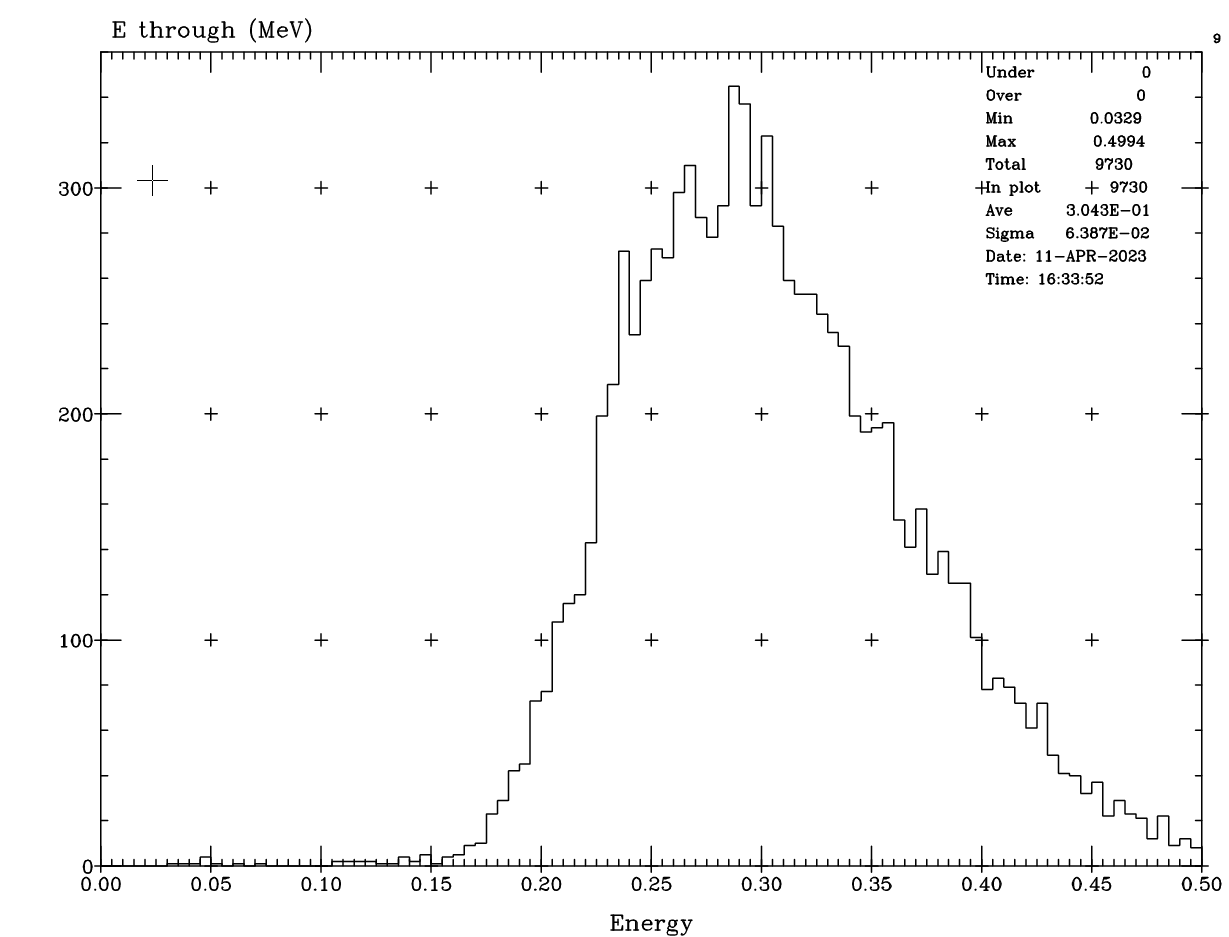 E through (MeV)
9
Under 0
Over 0
Min 0.0329
Max 0.4994
Total 9730
In plot 9730
Ave 3.043E-01
Sigma 6.387E-02
Date: 11-APR-2023
Time: 16:33:52
300
200
100
0
0.00 0.05 0.10 0.15 0.20 0.25 0.30 0.35 0.40 0.45 0.50
Energy